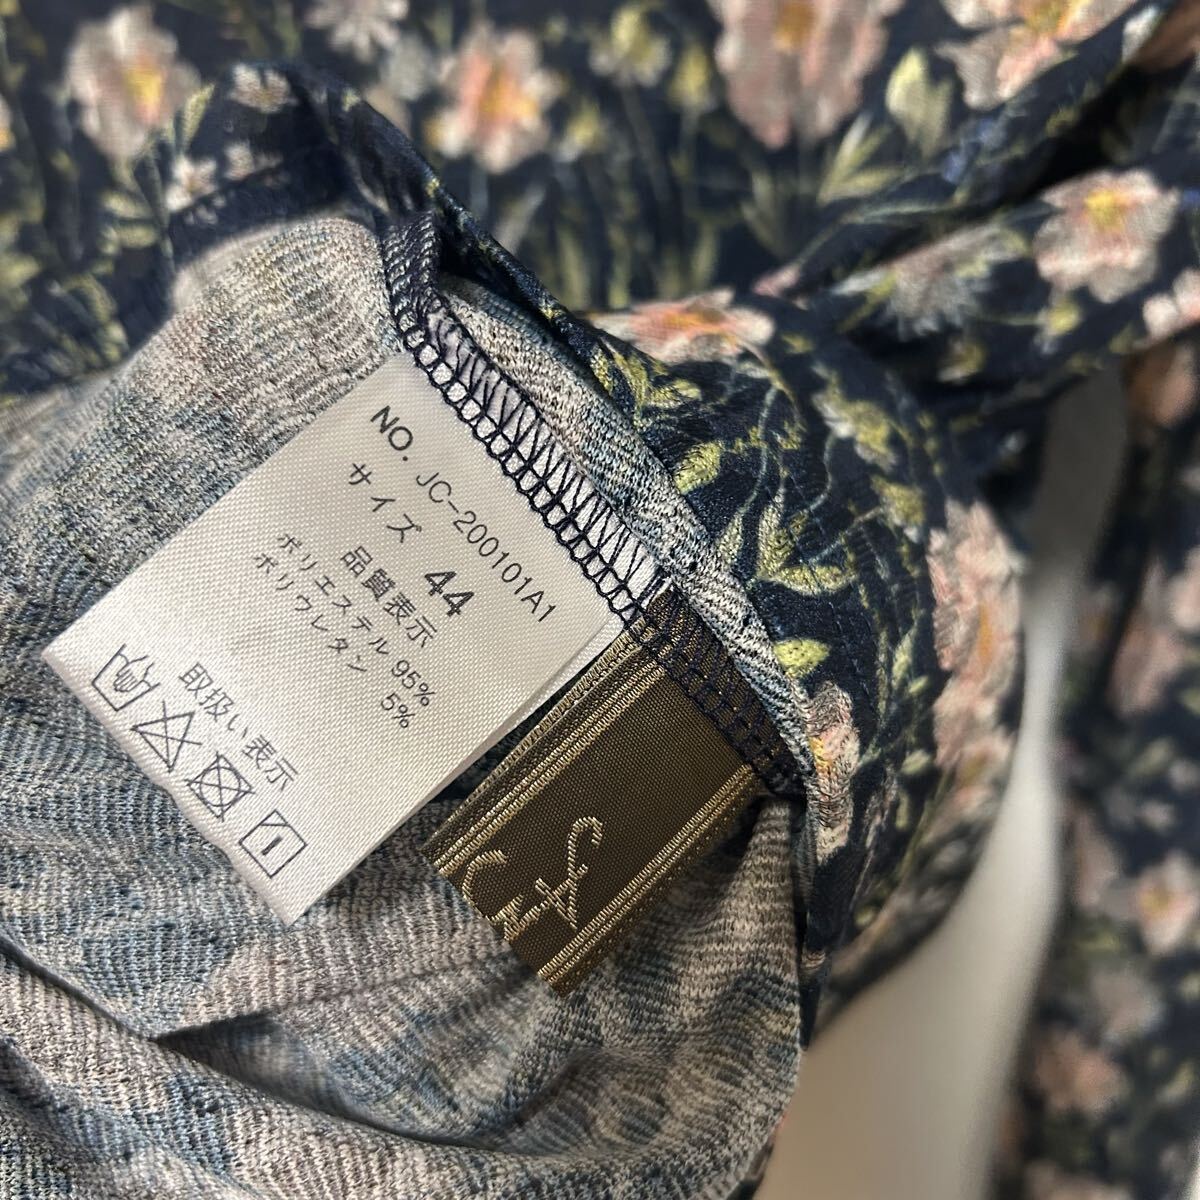 NO. JC-200101A1
サイズ 44
品質表示
ポリエステル 95%
ポリウレタン 5%
取扱い表示